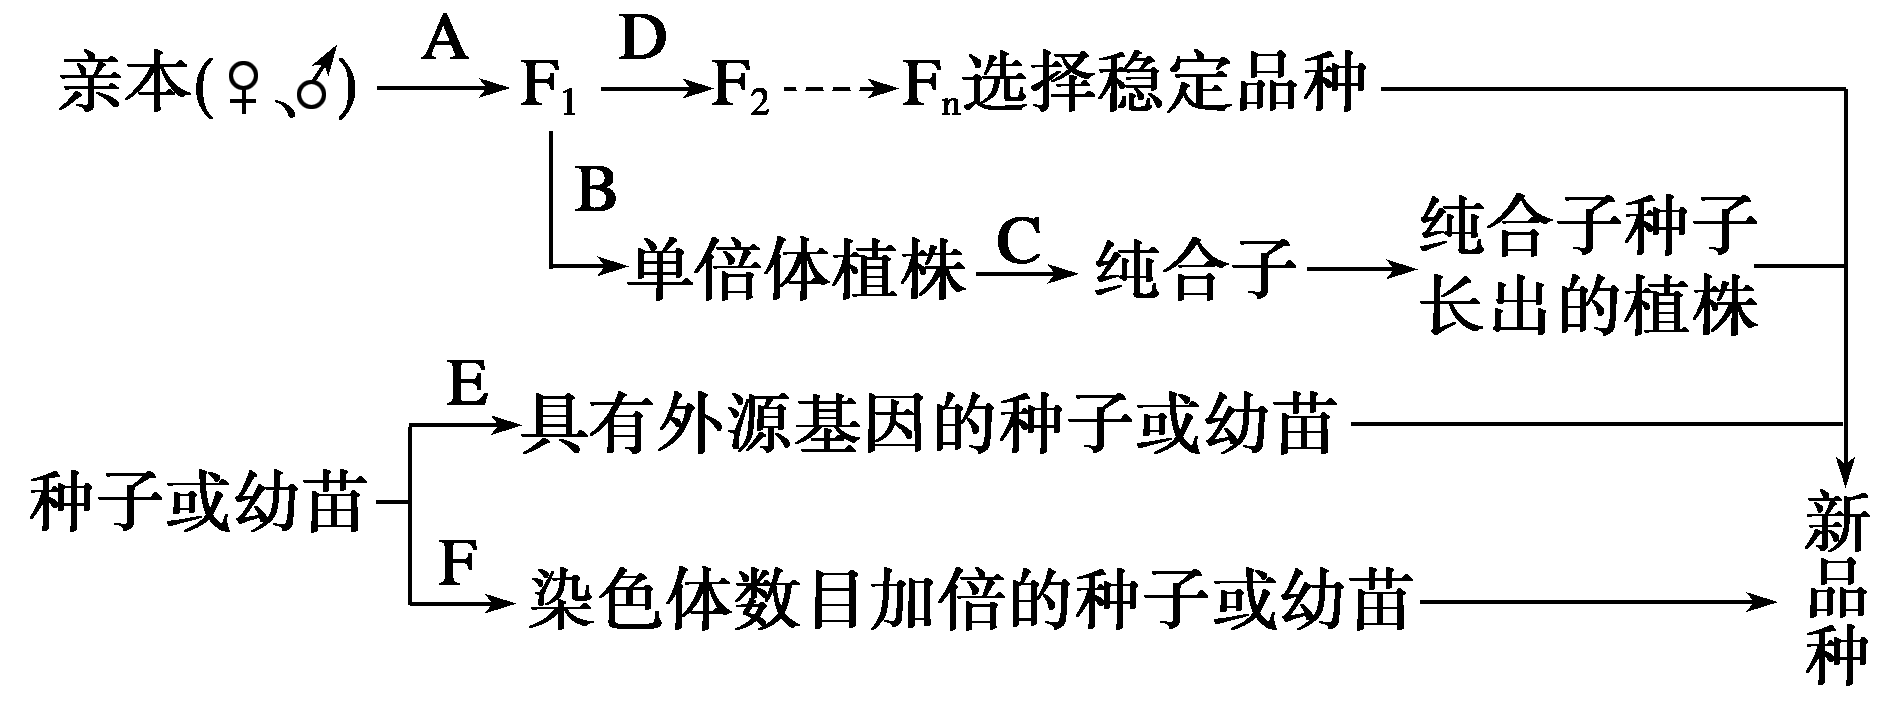 亲本(♀、♂) A F₁ D F₂ Fₙ选择稳定品种
B 单倍体植株 C 纯合子 纯合子种子
长出的植株
E 具有外源基因的种子或幼苗
种子或幼苗
F 染色体数目加倍的种子或幼苗
新品种